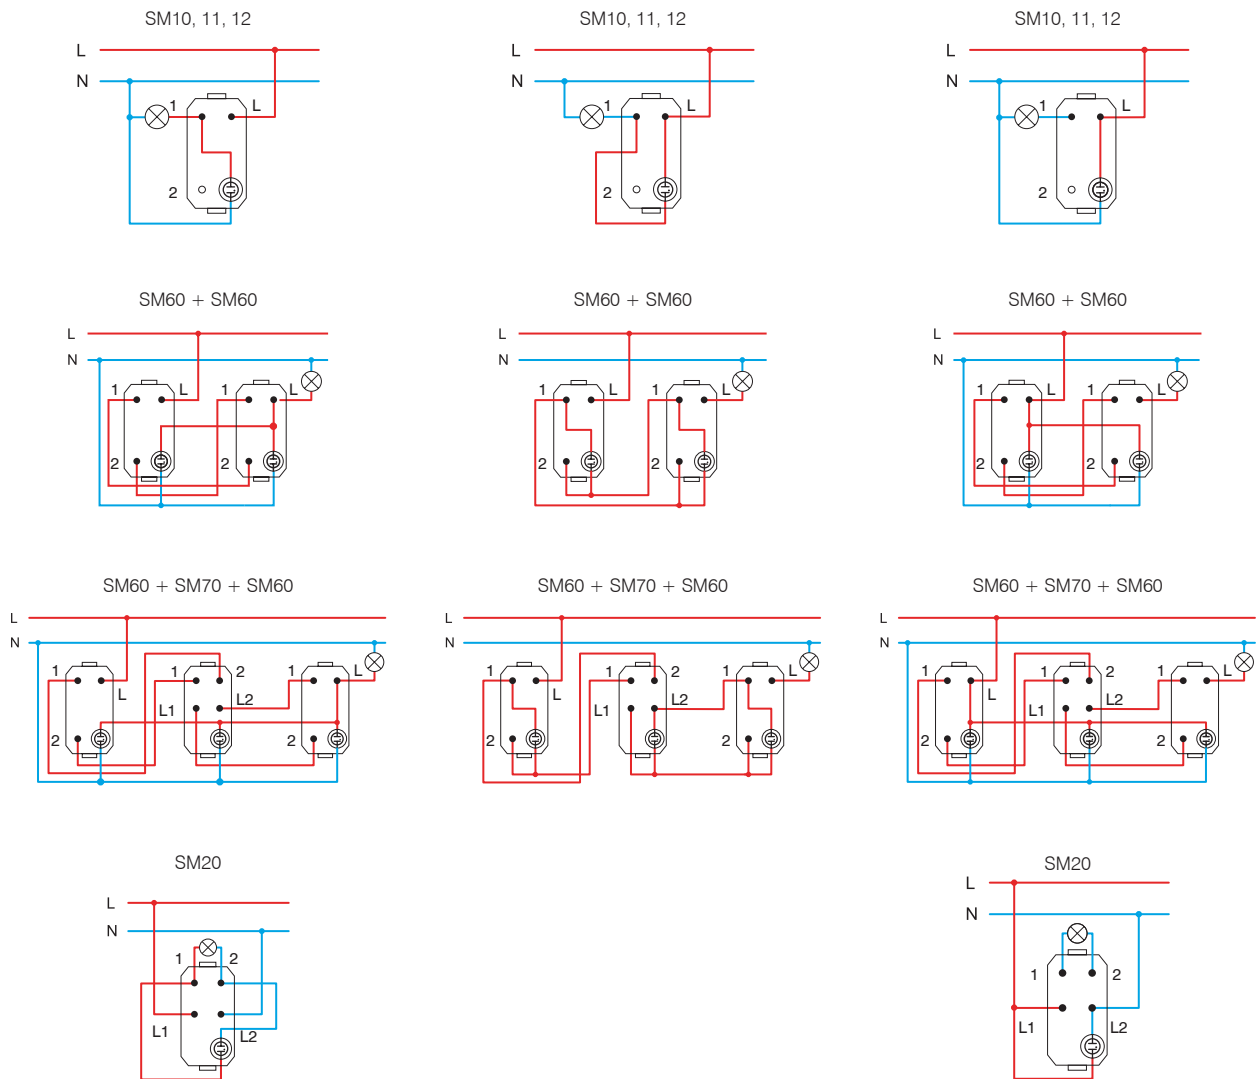 SM10, 11, 12 SM10, 11, 12 SM10, 11, 12
L L L
N N N
1 L 1 L 1 L
2 2 2
SM60 + SM60 SM60 + SM60 SM60 + SM60
L L L
N N N
1 L 1 L 1 L 1 L 1 L 1 L
2 2 2 2 2 2
SM60 + SM70 + SM60 SM60 + SM70 + SM60 SM60 + SM70 + SM60
L L L
N N N
1 1 2 1 L 1 1 2 1 L 1 1 2 1 L
L L1 L2 L L1 L2 L L1 L2
2 2 2 2 2 2
SM20 SM20
L L
N N
1 2 1 2
L1 L2 L1 L2